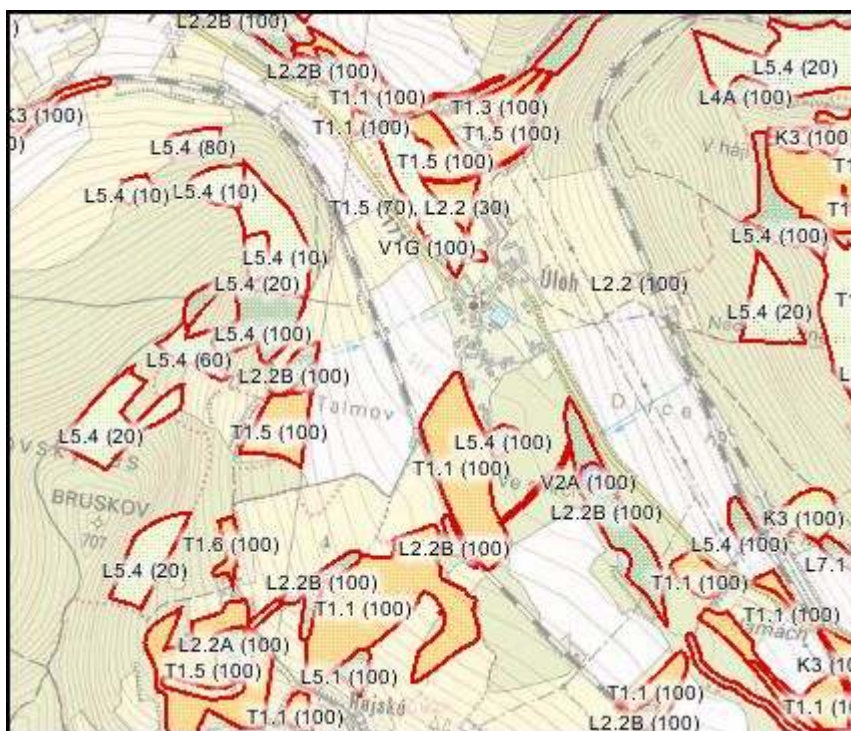 L2.2B (100)
L5.4 (20)
L2.2B (100)
L4A (100)
T1.1 (100)
T1.3 (100)
K3 (100)
T1.1 (100)
T1.5 (100)
K3 (100
L5.4 (80)
V háj
T1.5 (100)
L5.4 (10)
L5.4 (10)
T1.5 (70), L2.2 (30)
L5.4 (100)
V1G (100)
L5.4 (10)
L5.4 (20)
Úloh
L2.2 (100)
L5.4 (20)
L5.4 (100)
L5.4 (60)
L2.2B (100)
Talmov
L5.4 (20)
T1.5 (100)
L5.4 (100)
T1.1 (100)
V2A (100)
BRUSKOV
707
L2.2B (100)
K3 (100)
T1.6 (100)
L2.2B (100)
L5.4 (100)
L7.1
L5.4 (20)
L2.2B (100)
T1.1 (100)
T1.1 (100)
T1.1 (100)
L2.2A (100)
T1.5 (100)
L5.1 (100)
K3 (10
T1.1 (100)
Rajsko
T1.1 (100)
T1.1 (10
L2.2B (100)